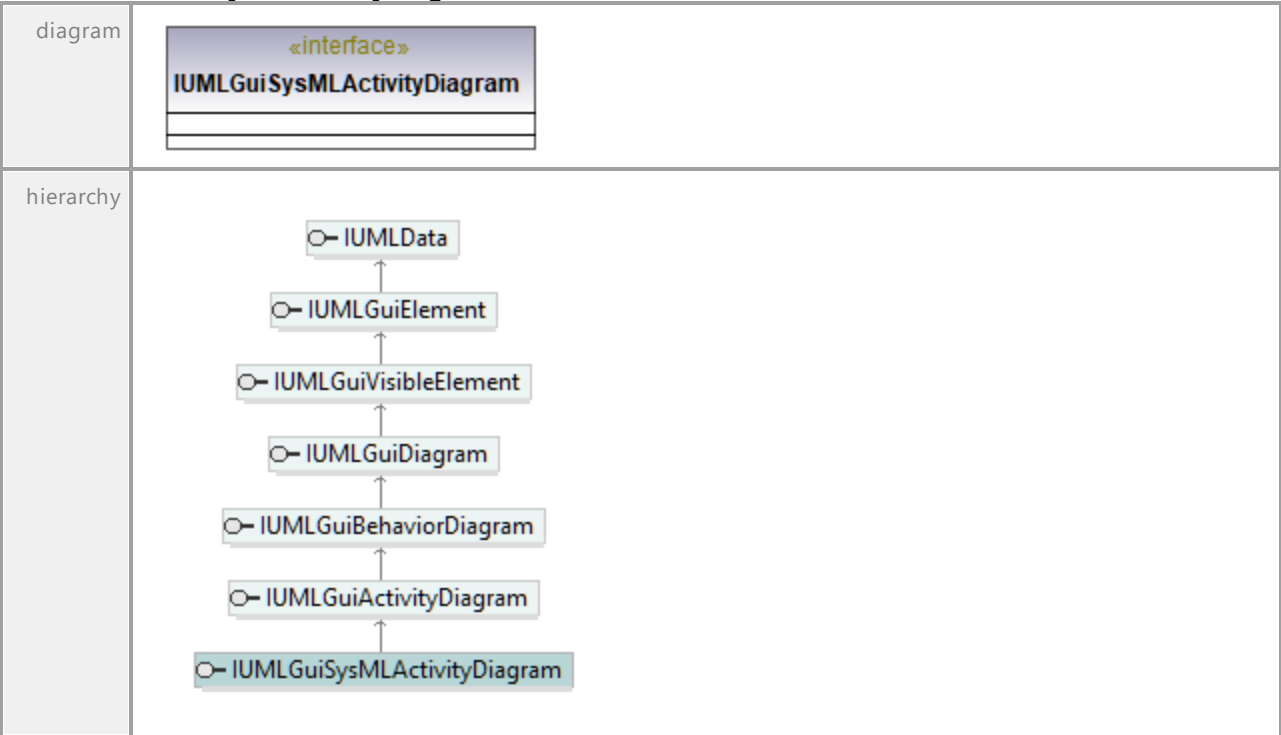 diagram
«interface»
IUMLGuiSysMLActivityDiagram
hierarchy
IUMLData
IUMLGuiElement
IUMLGuiVisibleElement
IUMLGuiDiagram
IUMLGuiBehaviorDiagram
IUMLGuiActivityDiagram
IUMLGuiSysMLActivityDiagram